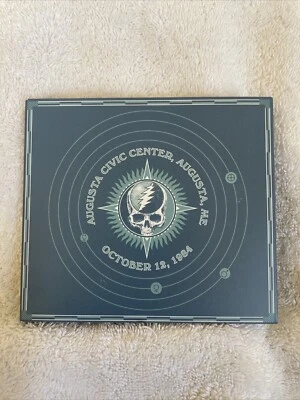 AUGUSTA CIVIC CENTER, AUGUSTA, ME
OCTOBER 12, 1984